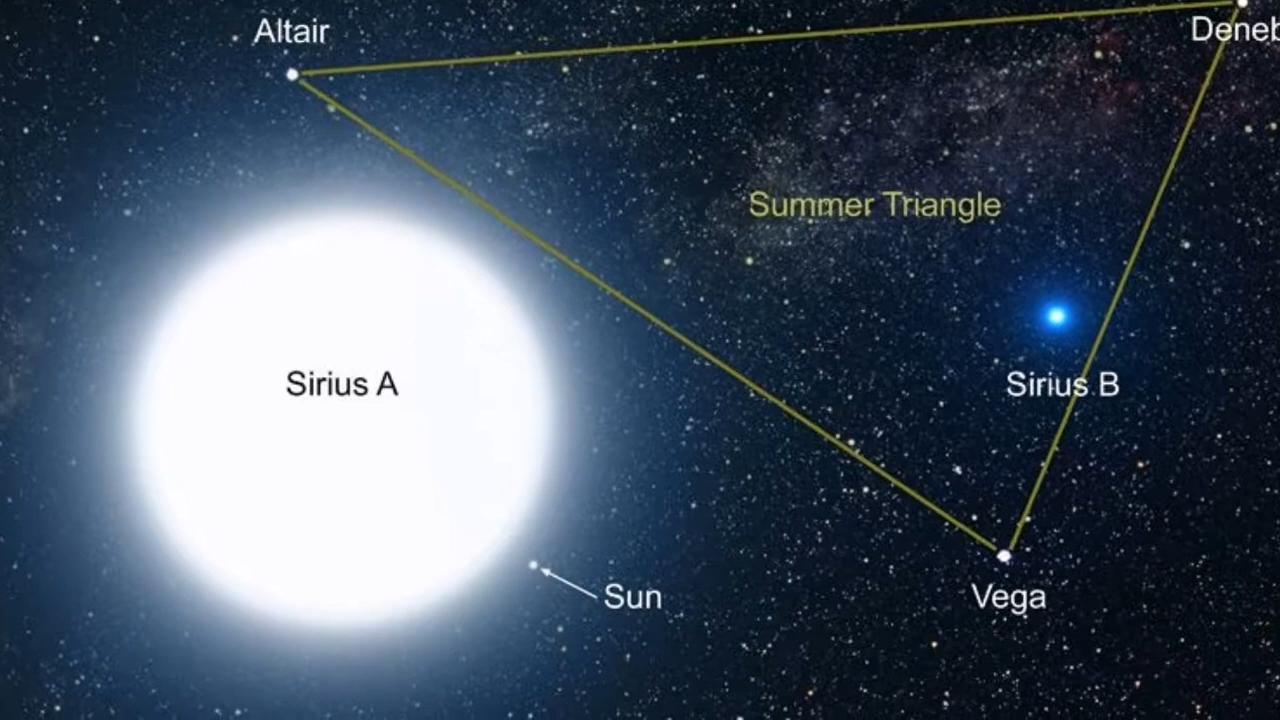 Altair
Deneb
Summer Triangle
Sirius A
Sirius B
Sun
Vega